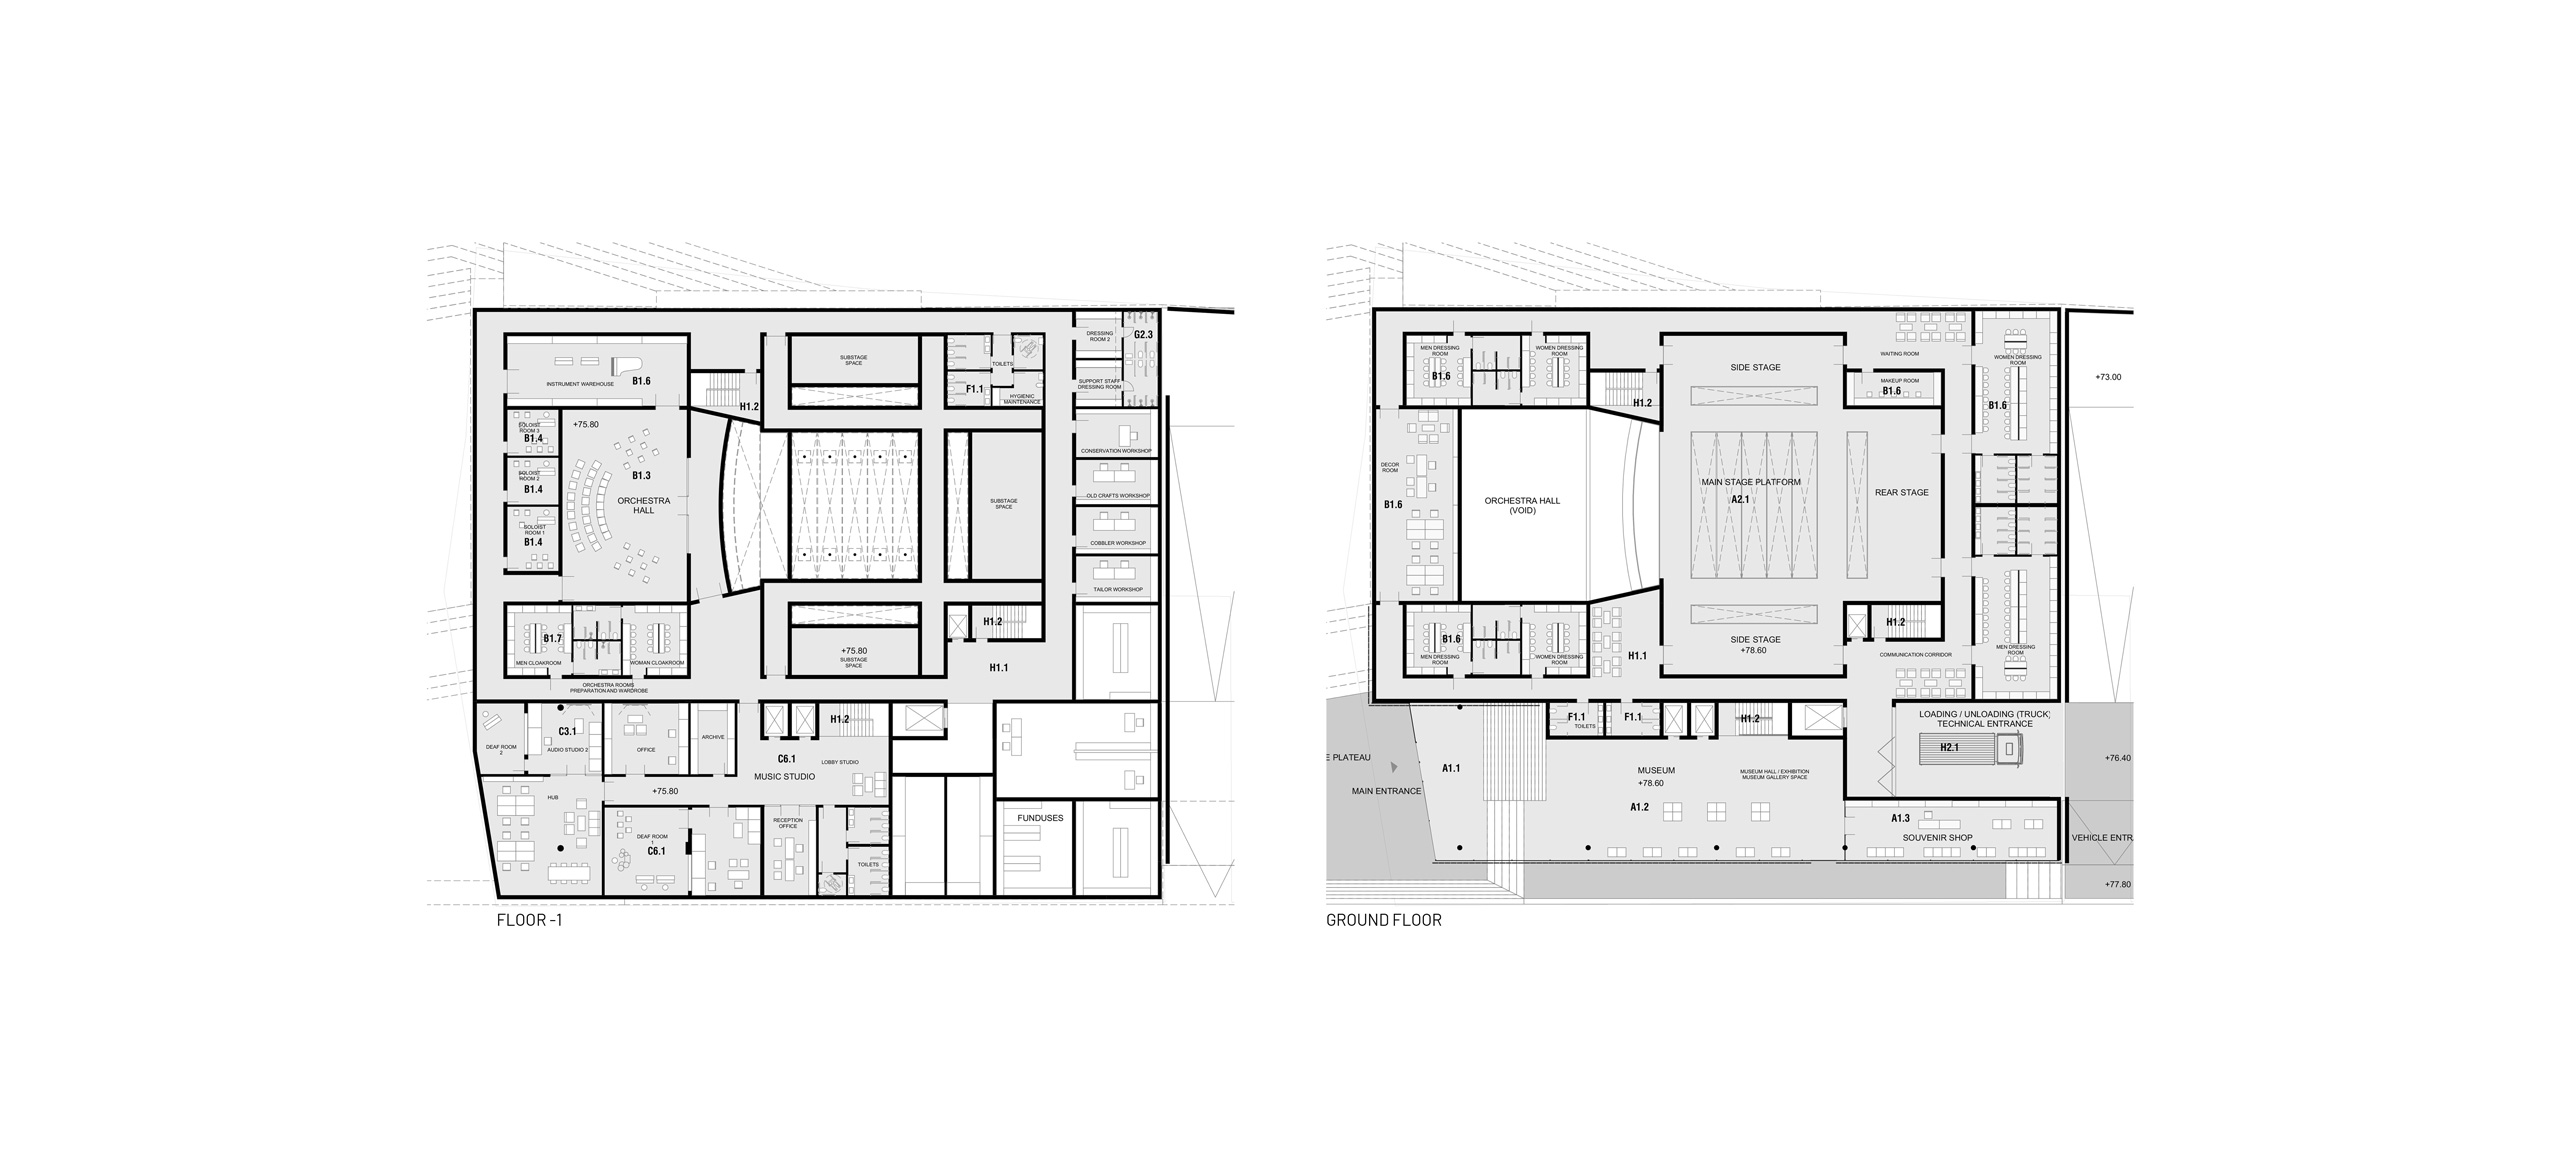 DRESSING
ROOM 2
G2.3
SUBSTAGE
SPACE
TOILETS
F1.1
HYGIENIC
MAINTENANCE
SUPPORT STAFF
DRESSING ROOM
INSTRUMENT WAREHOUSE
B1.6
H1.2
SOLOIST
ROOM 3
B1.4
+75.80
SOLOIST
ROOM 2
B1.4
B1.3
ORCHESTRA
HALL
SOLOIST
ROOM 1
B1.4
SUBSTAGE
SPACE
CONSERVATION WORKSHOP
OLD CRAFTS WORKSHOP
COBBLER WORKSHOP
TAILOR WORKSHOP
B1.7
MEN CLOAKROOM
WOMAN CLOAKROOM
ORCHESTRA ROOMS
PREPARATION AND WARDROBE
+75.80
SUBSTAGE
SPACE
H1.2
H1.1
DEAF ROOM
2
C3.1
AUDIO STUDIO 2
OFFICE
ARCHIVE
H1.2
C6.1
LOBBY STUDIO
MUSIC STUDIO
HUB
+75.80
DEAF ROOM
1
C6.1
RECEPTION
OFFICE
TOILETS
FUNDUSES
FLOOR -1
MEN DRESSING
ROOM
B1.6
WOMEN DRESSING
ROOM
SIDE STAGE
WAITING ROOM
WOMEN DRESSING
ROOM
MAKEUP ROOM
B1.6
B1.6
+73.00
H1.2
DECOR
ROOM
B1.6
ORCHESTRA HALL
(VOID)
MAIN STAGE PLATFORM
A2.1
REAR STAGE
B1.6
MEN DRESSING
ROOM
WOMEN DRESSING
ROOM
H1.1
SIDE STAGE
+78.60
H1.2
COMMUNICATION CORRIDOR
MEN DRESSING
ROOM
F1.1
TOILETS
F1.1
H1.2
LOADING / UNLOADING (TRUCK)
TECHNICAL ENTRANCE
H2.1
E PLATEAU
MAIN ENTRANCE
A1.1
MUSEUM
+78.60
A1.2
MUSEUM HALL / EXHIBITION
MUSEUM GALLERY SPACE
A1.3
SOUVENIR SHOP
+76.40
VEHICLE ENTR
+77.80
GROUND FLOOR